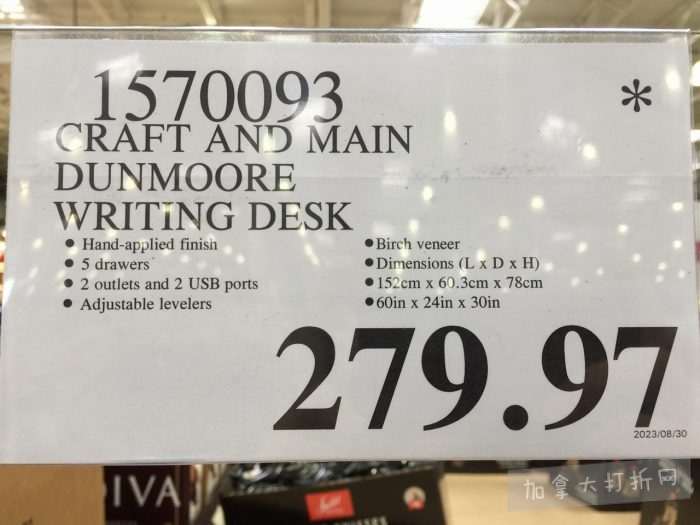 1570093
*
CRAFT AND MAIN
DUNMOORE
WRITING DESK
● Hand-applied finish
● 5 drawers
● 2 outlets and 2 USB ports
● Adjustable levelers
● Birch veneer
● Dimensions (L x D x H)
● 152cm x 60.3cm x 78cm
● 60in x 24in x 30in
279.97
2023/08/30
DIVA
加拿大打折网